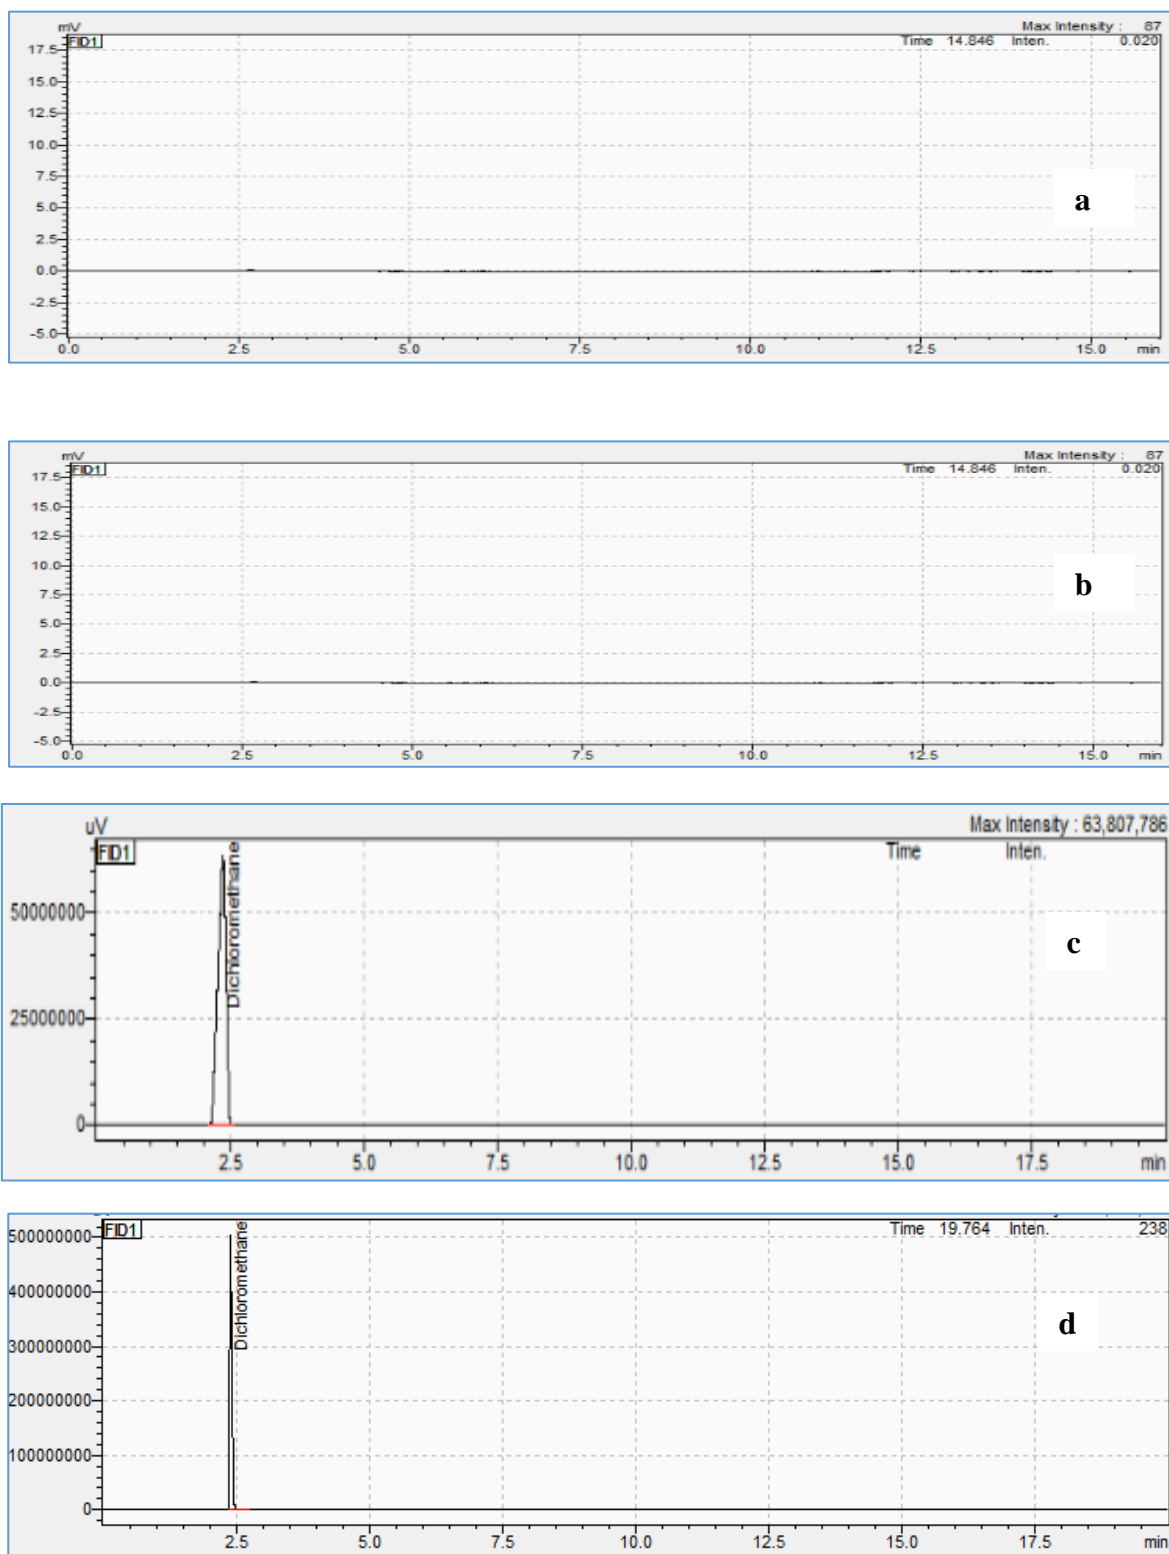 mV
Max Intensity : 87
FID1
Time 14.846 Inten. 0.020
17.5
15.0
12.5
10.0
7.5
5.0
2.5
0.0
-2.5
-5.0
a
0.0 2.5 5.0 7.5 10.0 12.5 15.0 min
mV
Max Intensity : 87
FID1
Time 14.846 Inten. 0.020
17.5
15.0
12.5
10.0
7.5
5.0
2.5
0.0
-2.5
-5.0
b
0.0 2.5 5.0 7.5 10.0 12.5 15.0 min
uV
Max Intensity : 63,807,786
FID1
Time Inten.
Dichloromethane
50000000
25000000
0
c
2.5 5.0 7.5 10.0 12.5 15.0 17.5 min
FID1
Time 19.764 Inten. 238
Dichloromethane
500000000
400000000
300000000
200000000
100000000
0
d
2.5 5.0 7.5 10.0 12.5 15.0 17.5 min